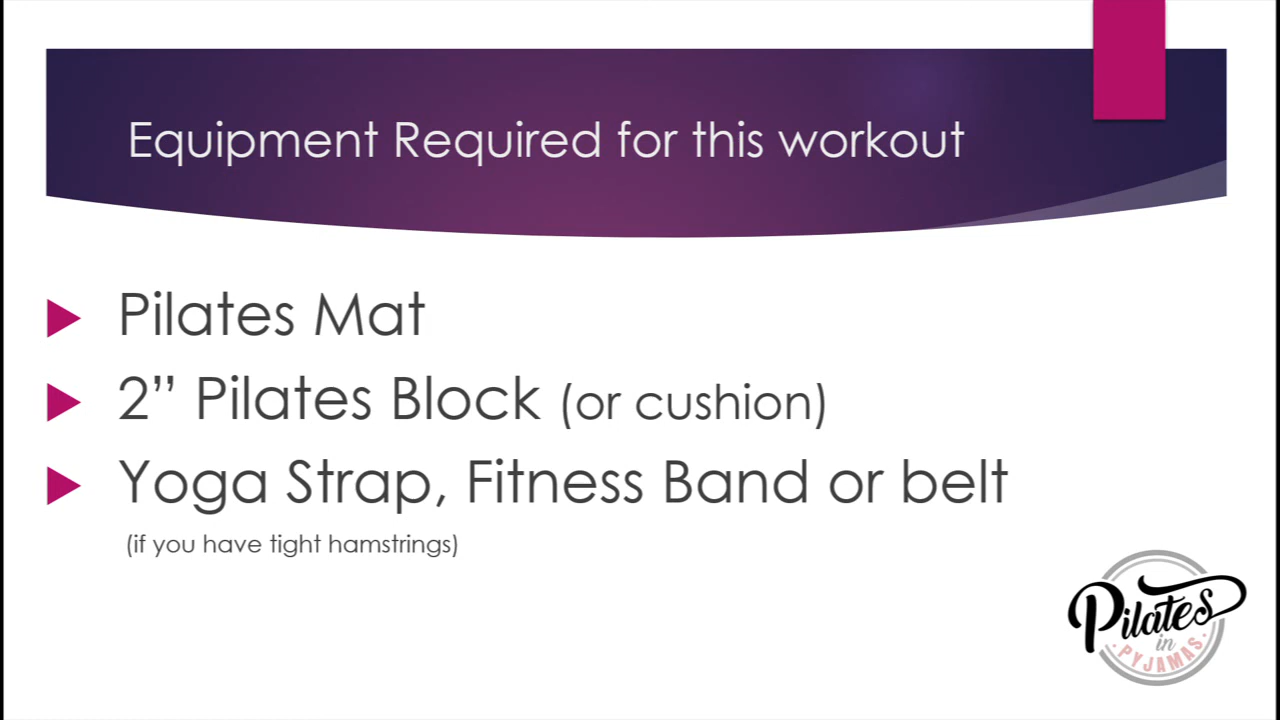 Equipment Required for this workout
Pilates Mat
2” Pilates Block (or cushion)
Yoga Strap, Fitness Band or belt
(if you have tight hamstrings)
Pilates
in
PYJAMAS